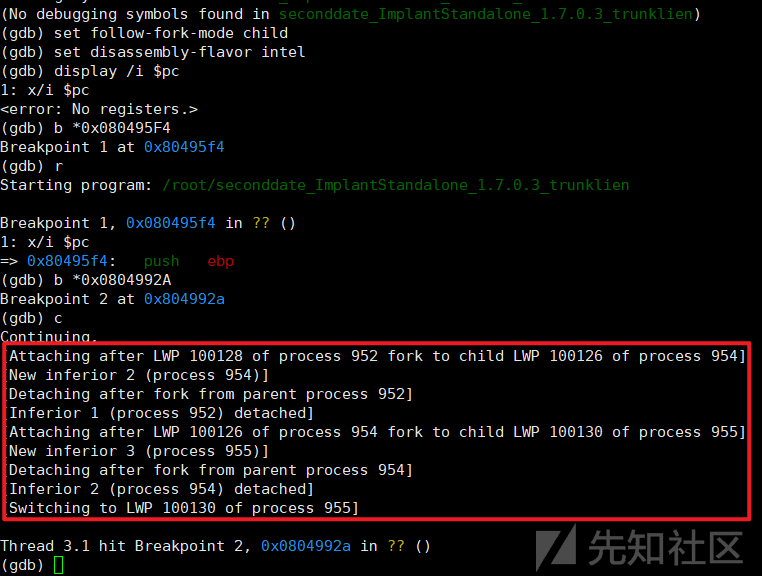 (No debugging symbols found in seconddate_ImplantStandalone_1.7.0.3_trunklien)
(gdb) set follow-fork-mode child
(gdb) set disassembly-flavor intel
(gdb) display /i $pc
1: x/i $pc
<error: No registers.>
(gdb) b *0x080495F4
Breakpoint 1 at 0x80495f4
(gdb) r
Starting program: /root/seconddate_ImplantStandalone_1.7.0.3_trunklien
Breakpoint 1, 0x080495f4 in ?? ()
1: x/i $pc
=> 0x80495f4: push ebp
(gdb) b *0x0804992A
Breakpoint 2 at 0x804992a
(gdb) c
Continuing.
[Attaching after LWP 100128 of process 952 fork to child LWP 100126 of process 954]
[New inferior 2 (process 954)]
[Detaching after fork from parent process 952]
[Inferior 1 (process 952) detached]
[Attaching after LWP 100126 of process 954 fork to child LWP 100130 of process 955]
[New inferior 3 (process 955)]
[Detaching after fork from parent process 954]
[Inferior 2 (process 954) detached]
[Switching to LWP 100130 of process 955]
Thread 3.1 hit Breakpoint 2, 0x0804992a in ?? ()
(gdb)
先知社区